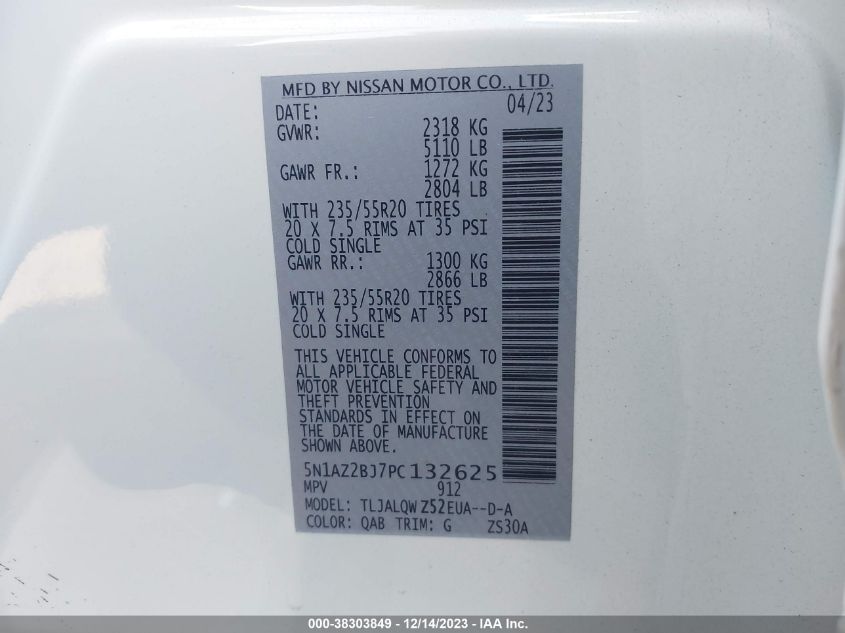 MFD BY NISSAN MOTOR CO., LTD.
DATE: 04/23
GVWR: 2318 KG
5110 LB
GAWR FR.: 1272 KG
2804 LB
WITH 235/55R20 TIRES
20 X 7.5 RIMS AT 35 PSI
COLD SINGLE
GAWR RR.: 1300 KG
2866 LB
WITH 235/55R20 TIRES
20 X 7.5 RIMS AT 35 PSI
COLD SINGLE
THIS VEHICLE CONFORMS TO
ALL APPLICABLE FEDERAL
MOTOR VEHICLE SAFETY AND
THEFT PREVENTION
STANDARDS IN EFFECT ON
THE DATE OF MANUFACTURE
SHOWN ABOVE.
5N1AZ2BJ7PC132625
MPV 912
MODEL: TLJALQW Z52EUA--D-A
COLOR: QAB TRIM: G ZS30A
000-38303849 - 12/14/2023 - IAA Inc.